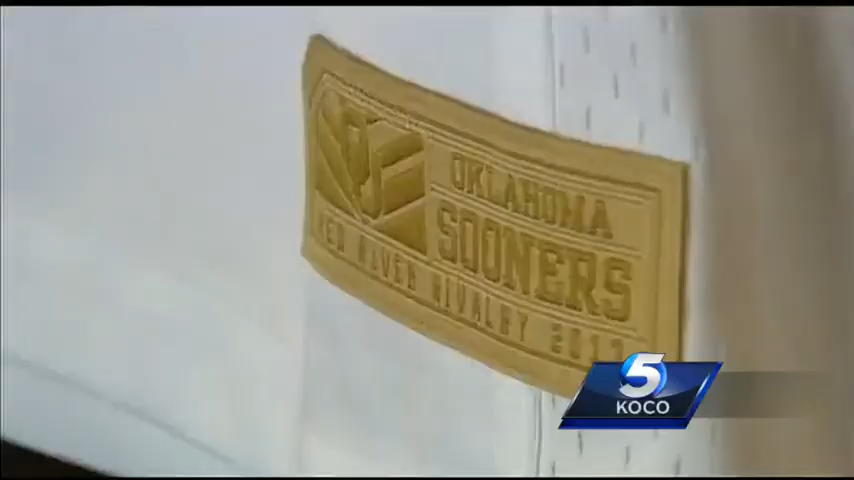 OKLAHOMA
SOONERS
RED RIVER RIVALRY
5
KOCO